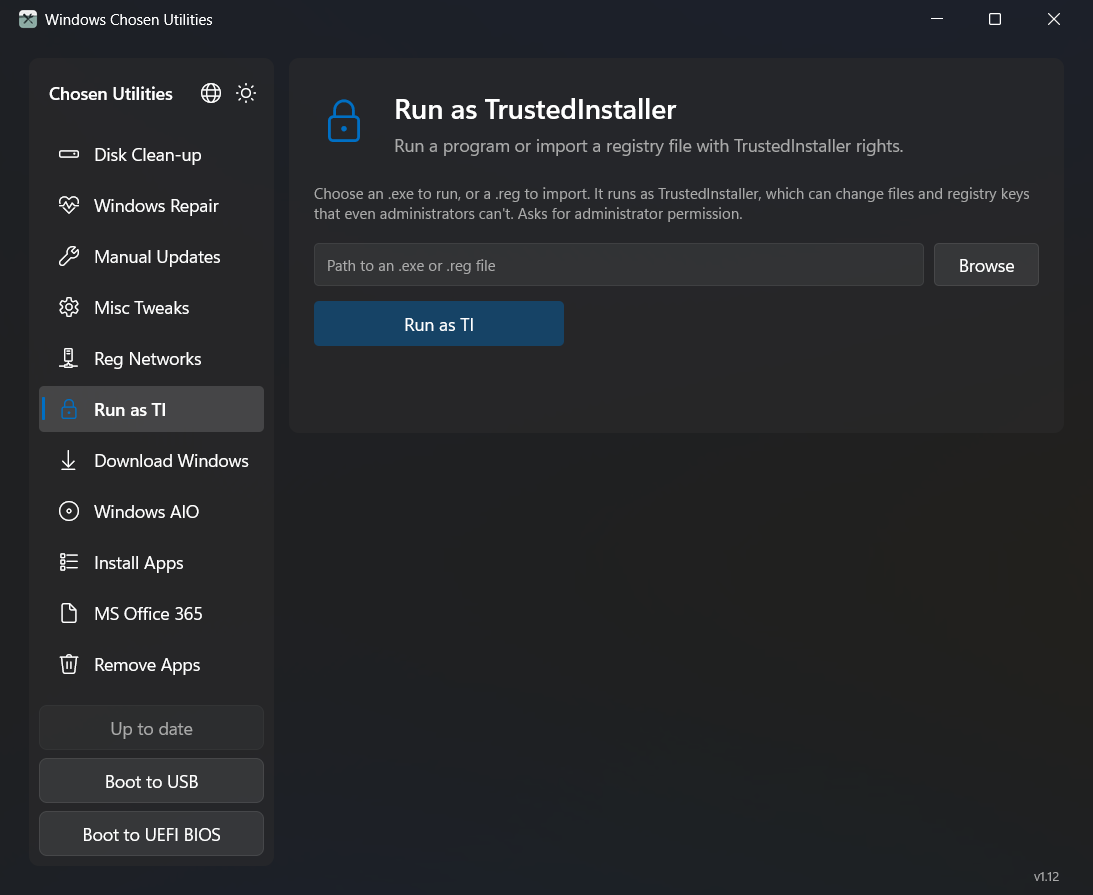 Windows Chosen Utilities
Chosen Utilities
Disk Clean-up
Windows Repair
Manual Updates
Misc Tweaks
Reg Networks
Run as TI
Download Windows
Windows AIO
Install Apps
MS Office 365
Remove Apps
Up to date
Boot to USB
Boot to UEFI BIOS
Run as TrustedInstaller
Run a program or import a registry file with TrustedInstaller rights.
Choose an .exe to run, or a .reg to import. It runs as TrustedInstaller, which can change files and registry keys
that even administrators can't. Asks for administrator permission.
Path to an .exe or .reg file
Browse
Run as TI
v1.12